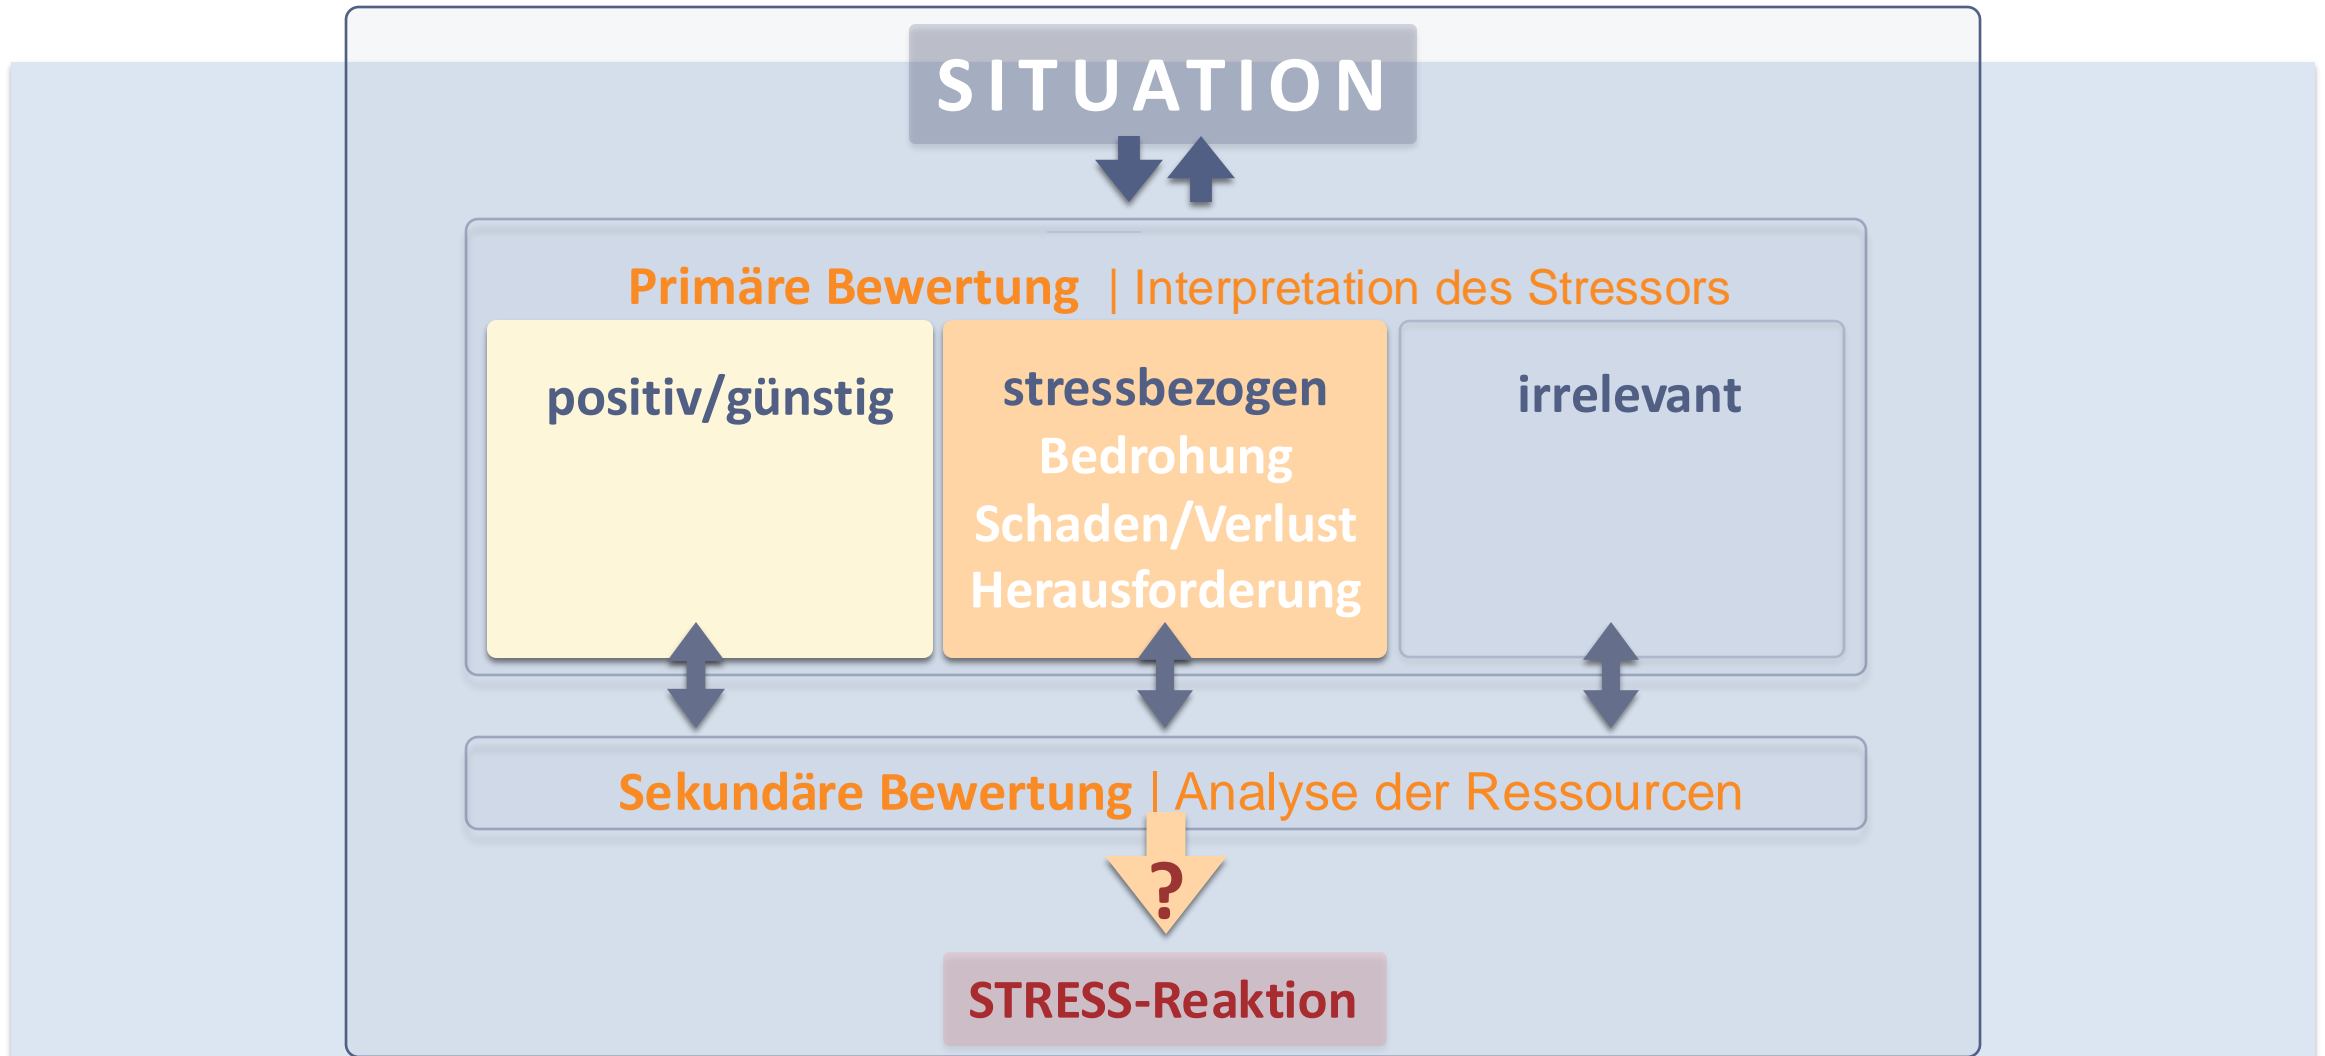 SITUATION
Primäre Bewertung | Interpretation des Stressors
positiv/günstig
stressbezogen
Bedrohung
Schaden/Verlust
Herausforderung
irrelevant
Sekundäre Bewertung | Analyse der Ressourcen
?
STRESS-Reaktion